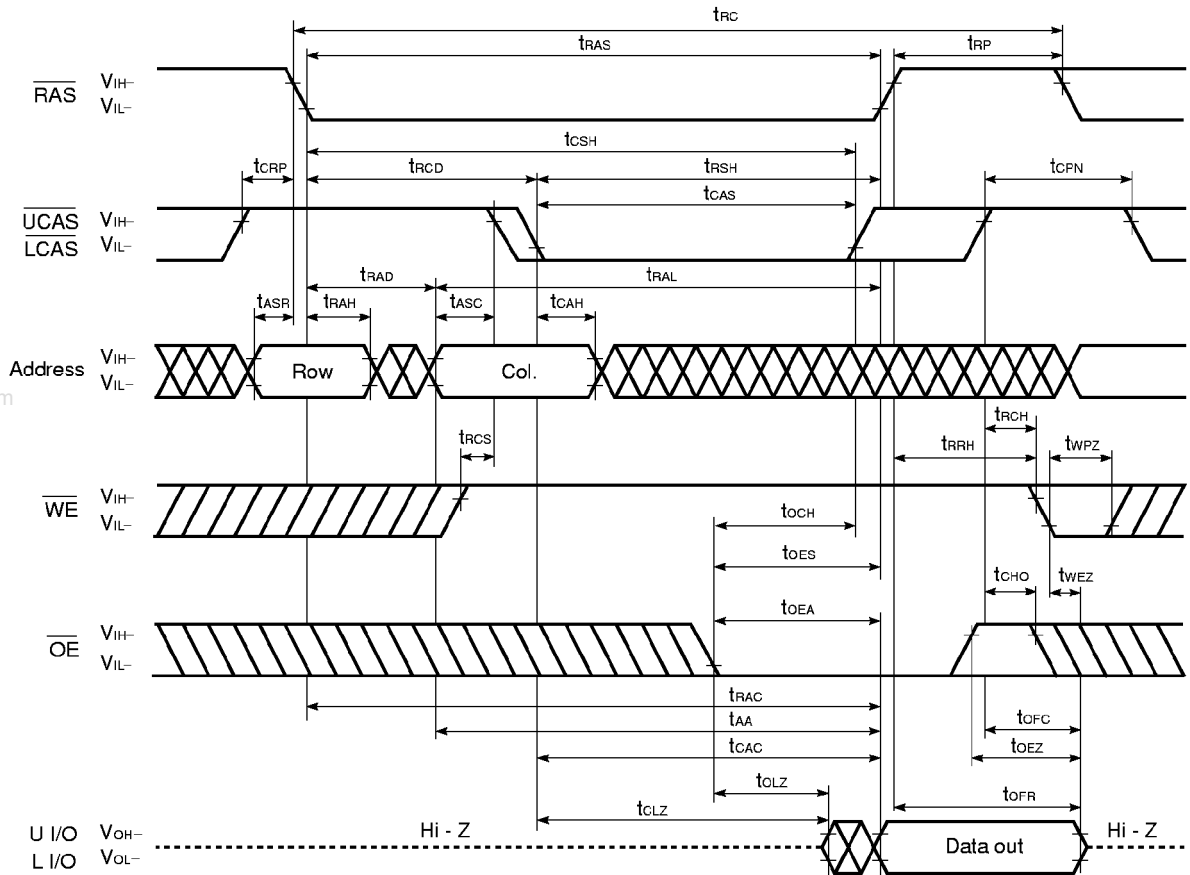 tRC
tRAS
tRP
RAS
VIH–
VIL–
tCSH
tCRP
tRCD
tRSH
tCPN
tCAS
UCAS
LCAS
VIH–
VIL–
tRAD
tRAL
tASR
tRAH
tASC
tCAH
Address
VIH–
VIL–
Row
Col.
m
tRCS
tRCH
tRRH
tWPZ
WE
VIH–
VIL–
tOCH
tOES
tCHO
tWEZ
tOEA
OE
VIH–
VIL–
tRAC
tAA
tOFC
tCAC
tOEZ
tOLZ
tOFR
tCLZ
U I/O
L I/O
VOH–
VOL–
Hi - Z
Data out
Hi - Z